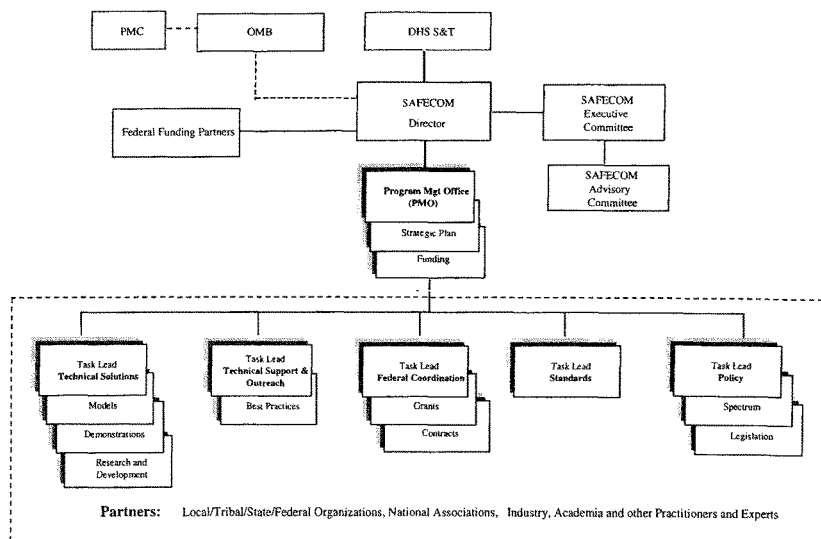 PMC
OMB
DHS S&T
SAFECOM
Director
Federal Funding Partners
SAFECOM
Executive
Committee
SAFECOM
Advisory
Committee
Program Mgt Office
(PMO)
Strategic Plan
Funding
Task Lead
Technical Solutions
Models
Demonstrations
Research and
Development
Task Lead
Technical Support &
Outreach
Best Practices
Task Lead
Federal Coordination
Grants
Contracts
Task Lead
Standards
Task Lead
Policy
Spectrum
Legislation
Partners: Local/Tribal/State/Federal Organizations, National Associations, Industry, Academia and other Practitioners and Experts